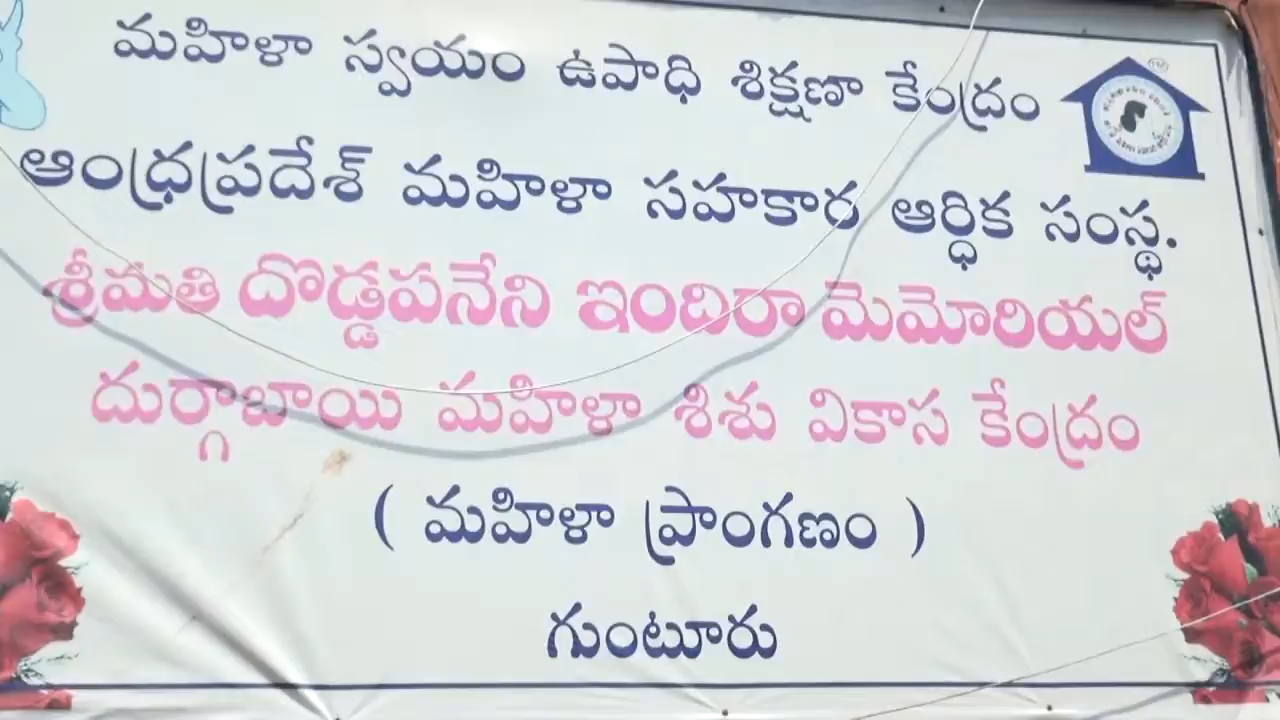 మహిళా స్వయం ఉపాధి శిక్షణా కేంద్రం
ఆంధ్రప్రదేశ్ మహిళా సహకార ఆర్ధిక సంస్థ.
శ్రీమతి దొడ్డపనేని ఇందిరా మెమోరియల్
దుర్గాబాయి మహిళా శిశు వికాస కేంద్రం
( మహిళా ప్రాంగణం )
గుంటూరు